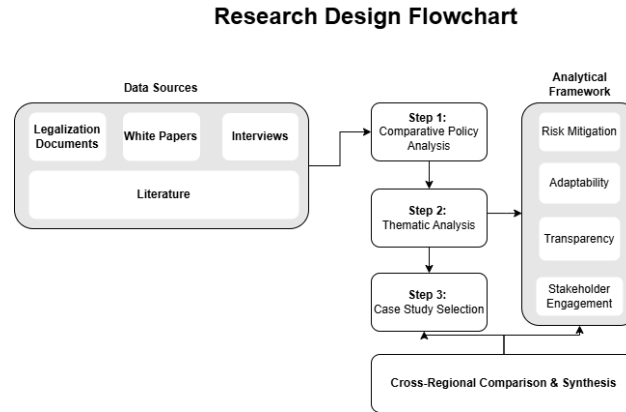 Research Design Flowchart
Data Sources
Legalization
Documents
White Papers
Interviews
Literature
Step 1:
Comparative Policy
Analysis
Step 2:
Thematic Analysis
Step 3:
Case Study Selection
Analytical
Framework
Risk Mitigation
Adaptability
Transparency
Stakeholder
Engagement
Cross-Regional Comparison & Synthesis